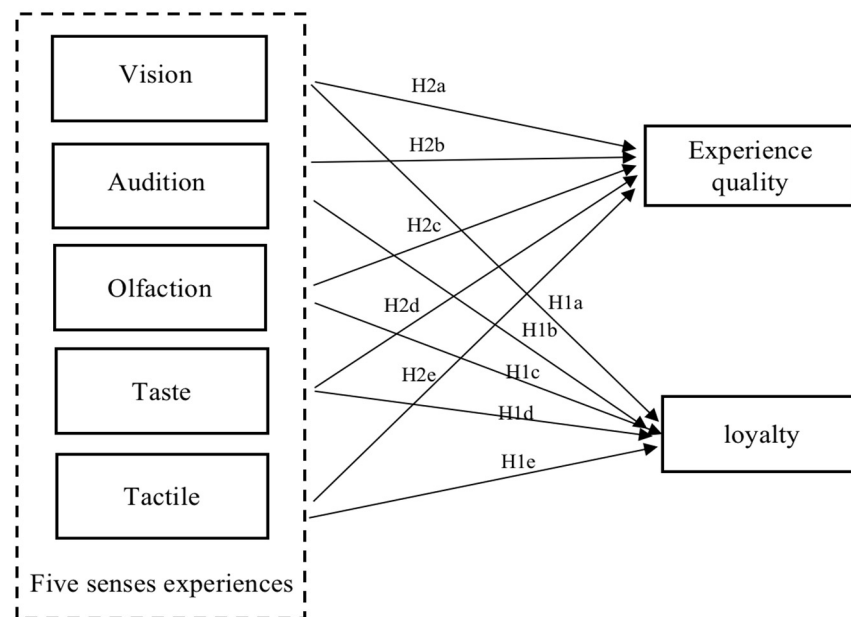 Vision
Audition
Olfaction
Taste
Tactile
Five senses experiences
H2a
H2b
H2c
H2d
H2e
H1a
H1b
H1c
H1d
H1e
Experience
quality
loyalty